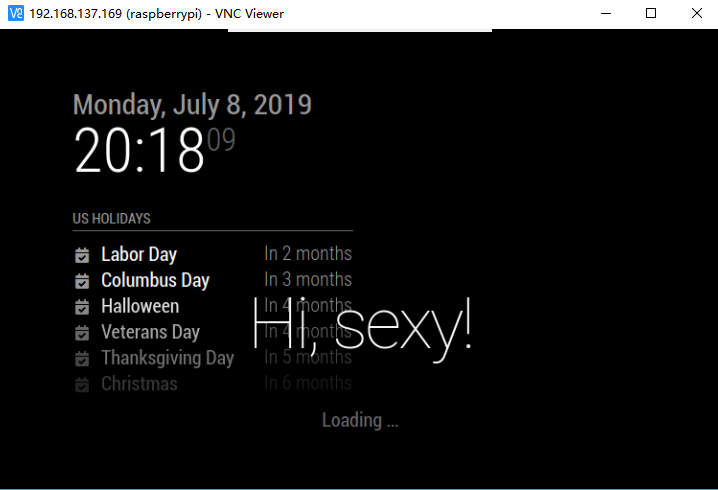 192.168.137.169 (raspberrypi) - VNC Viewer
Monday, July 8, 2019
20:18 09
US HOLIDAYS
Labor Day In 2 months
Columbus Day In 3 months
Halloween In 4 months
Veterans Day In 4 months
Thanksgiving Day In 5 months
Christmas In 6 months
Hi, sexy!
Loading ...